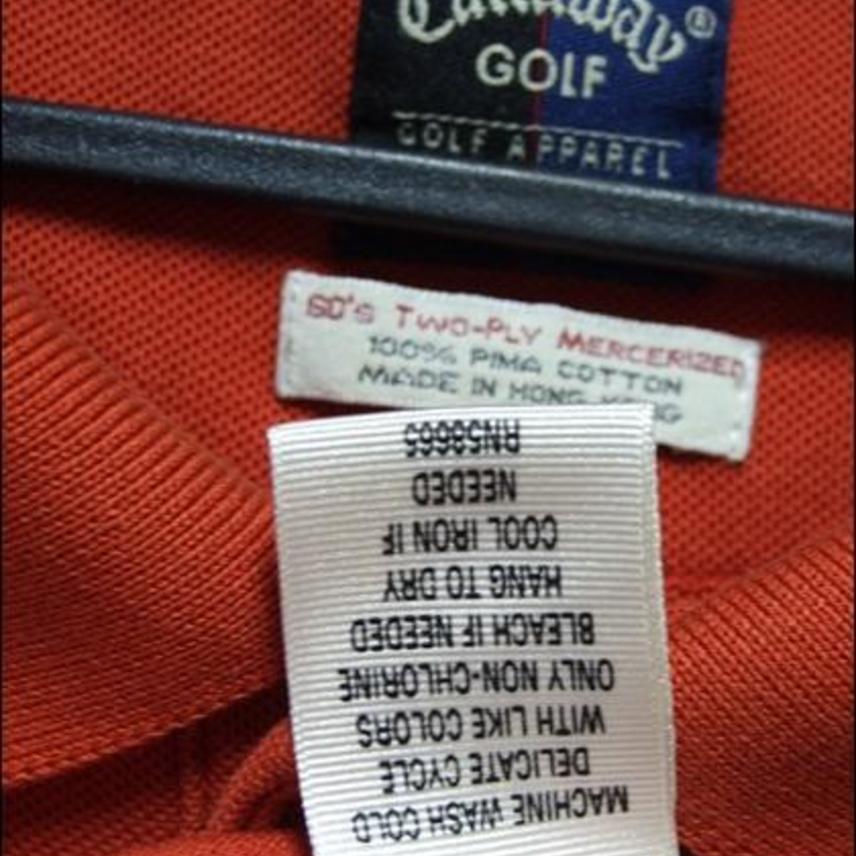 Callaway®
GOLF
GOLF APPAREL
60's TWO-PLY MERCERIZED
100% PIMA COTTON
MADE IN HONG KONG
MACHINE WASH COLD
DELICATE CYCLE
WITH LIKE COLORS
ONLY NON-CHLORINE
BLEACH IF NEEDED
HANG TO DRY
COOL IRON IF
NEEDED
RN58665